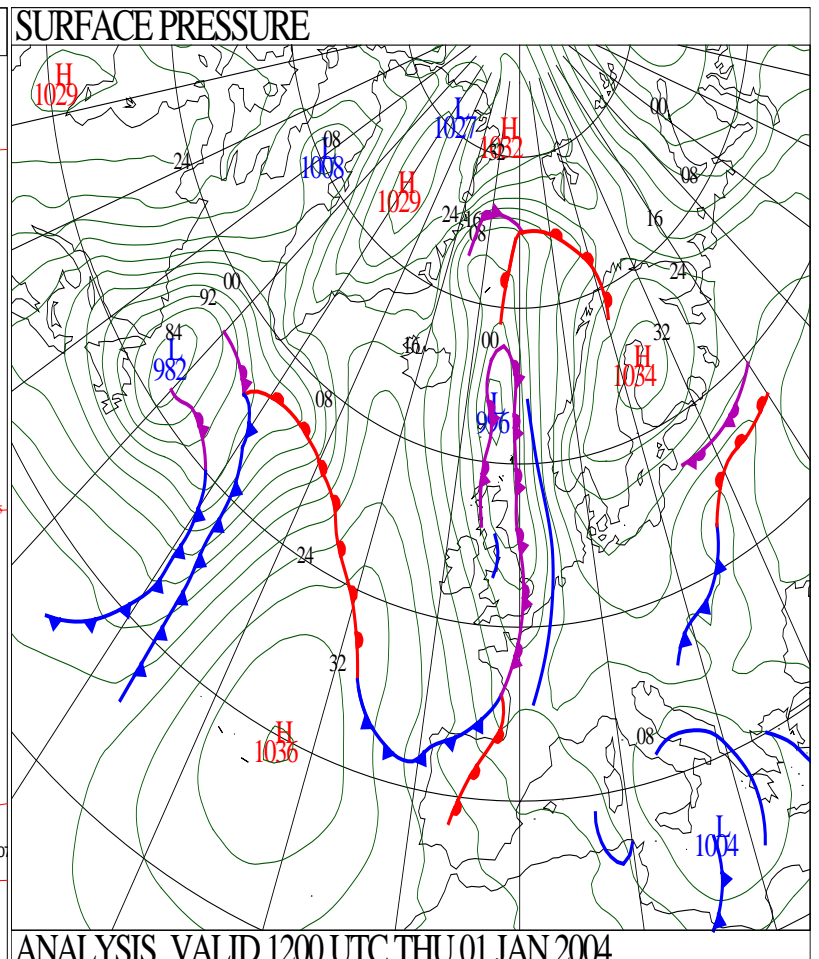 SURFACE PRESSURE
H
1029
L
1027
H
1032
00
08
L
1008
24
08
H
1029
24
16
16
00
92
24
84
L
982
00
16
32
H
1034
08
L
996
24
32
H
1036
08
L
1004
ANALYSIS VALID 1200 UTC THU 01 JAN 2004